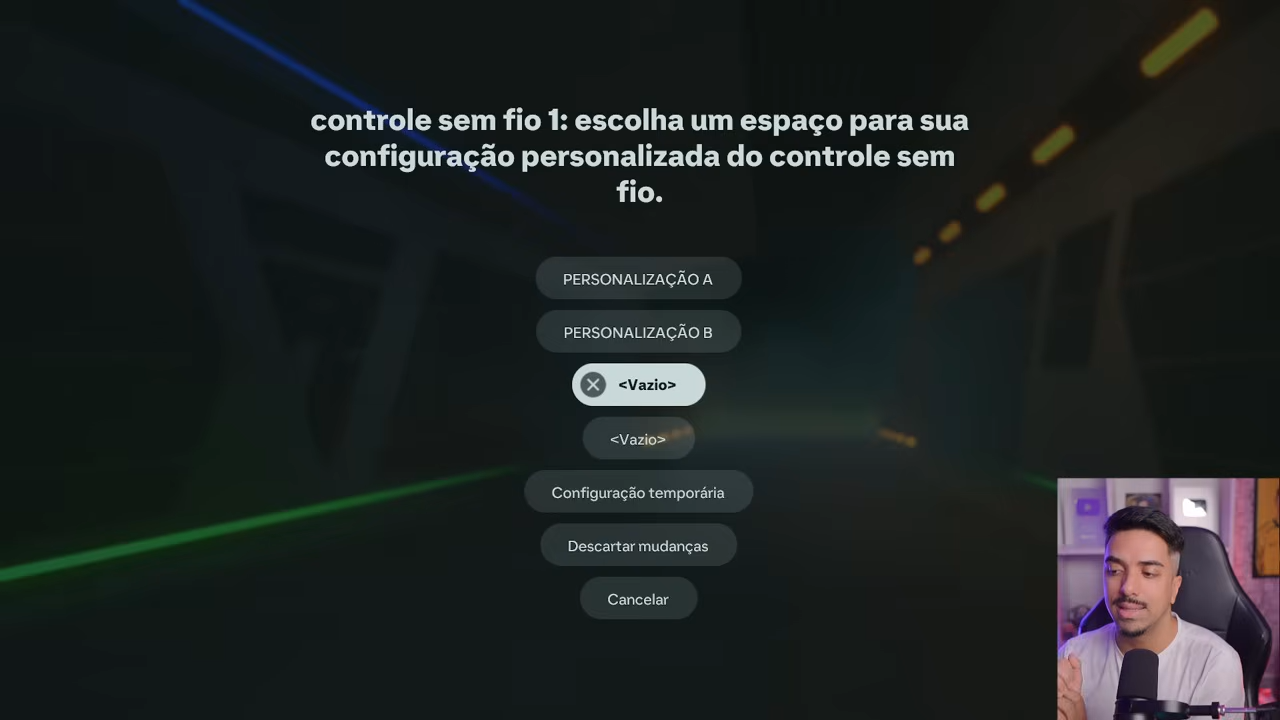 controle sem fio 1: escolha um espaço para sua
configuração personalizada do controle sem
fio.
PERSONALIZAÇÃO A
PERSONALIZAÇÃO B
<Vazio>
<Vazio>
Configuração temporária
Descartar mudanças
Cancelar